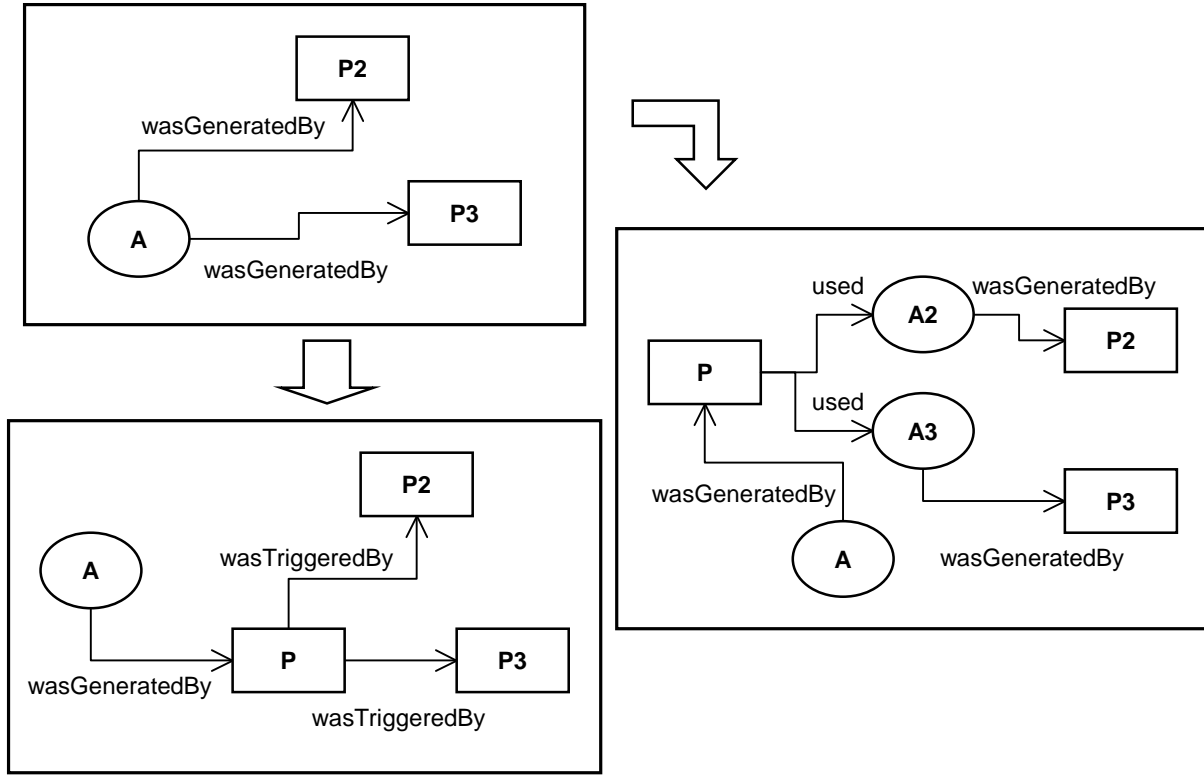 P2
wasGeneratedBy
P3
A
wasGeneratedBy
used
wasGeneratedBy
A2
P2
P
used
A3
wasGeneratedBy
P3
A
wasGeneratedBy
P2
wasTriggeredBy
A
P
P3
wasGeneratedBy
wasTriggeredBy